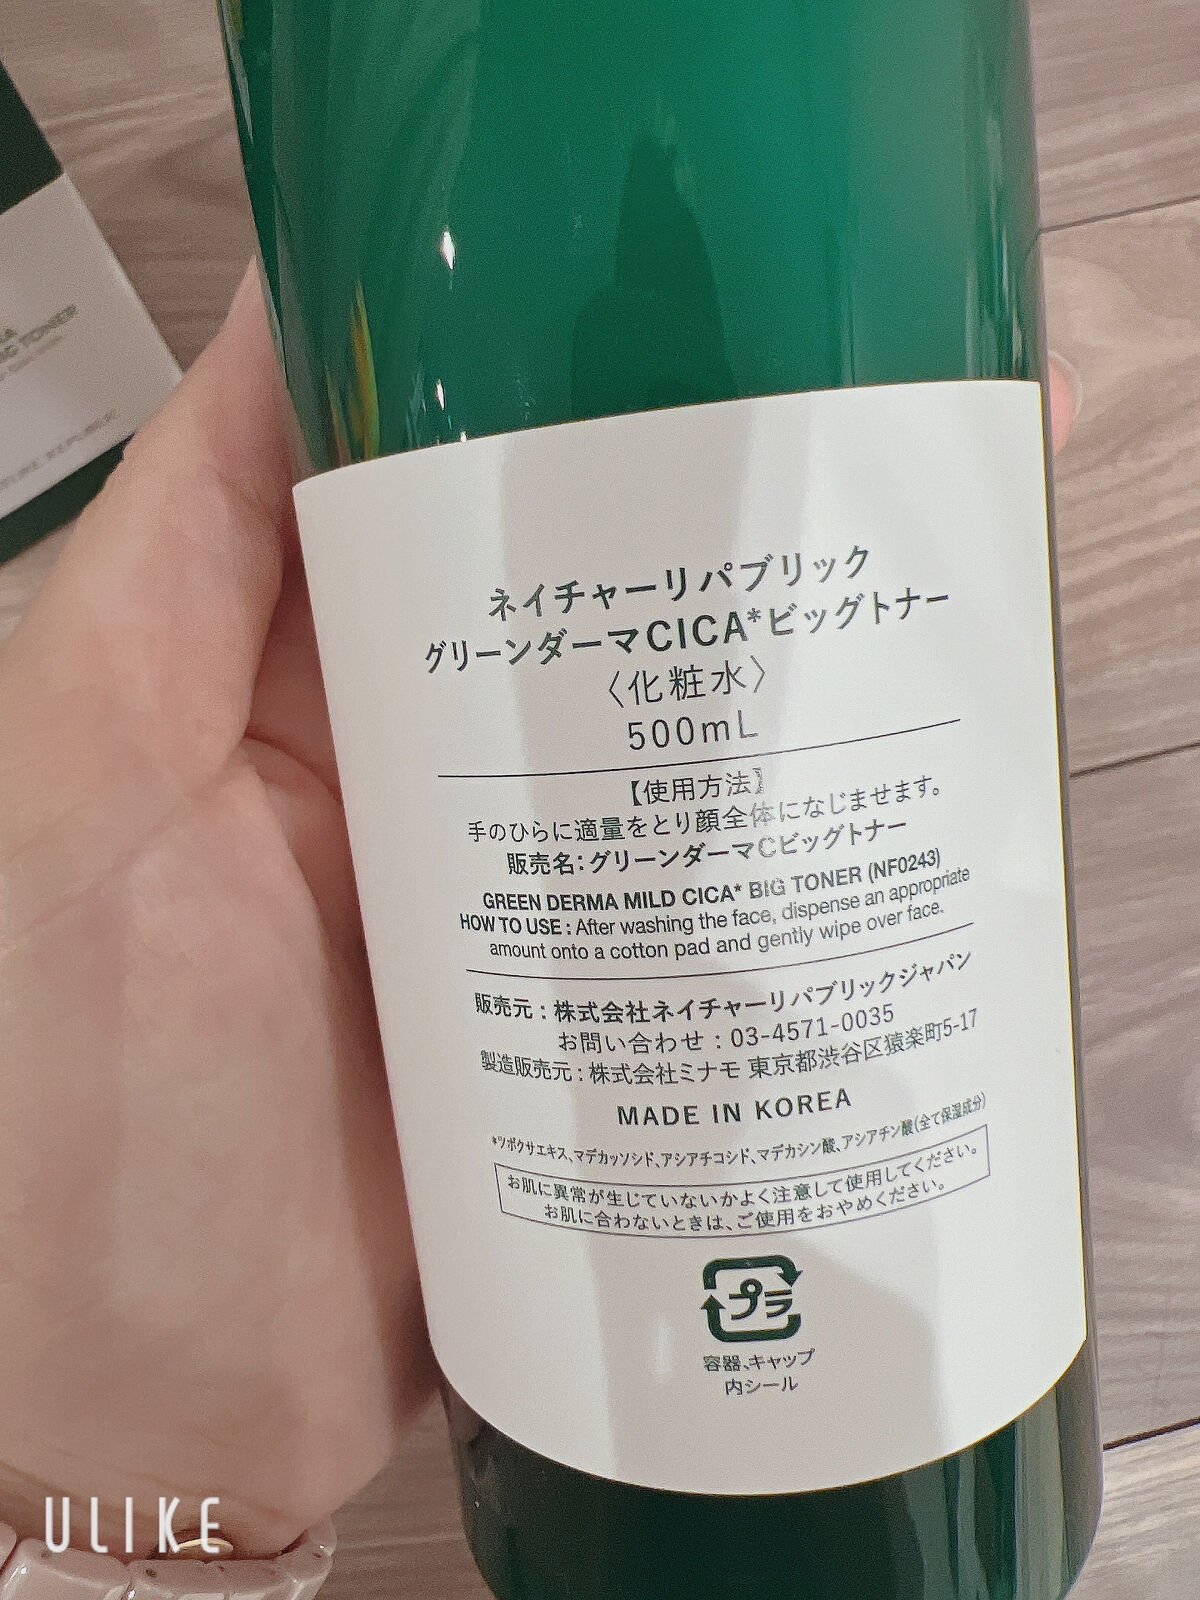 BIG TONER
ネイチャーリパブリック
グリーンダーマCICA*ビッグトナー
〈化粧水〉
500mL
【使用方法】
手のひらに適量をとり顔全体になじませます。
販売名:グリーンダーマCビッグトナー
GREEN DERMA MILD CICA* BIG TONER (NF0243)
HOW TO USE : After washing the face, dispense an appropriate
amount onto a cotton pad and gently wipe over face.
販売元:株式会社ネイチャーリパブリックジャパン
お問い合わせ:03-4571-0035
製造販売元:株式会社ミナモ 東京都渋谷区猿楽町5-17
MADE IN KOREA
*ツボクサエキス、マデカッソシド、アシアチコシド、マデカシン酸、アシアチン酸(全て保湿成分)
お肌に異常が生じていないかよく注意して使用してください。
お肌に合わないときは、ご使用をおやめください。
プラ
容器、キャップ
内シール
ULIKE